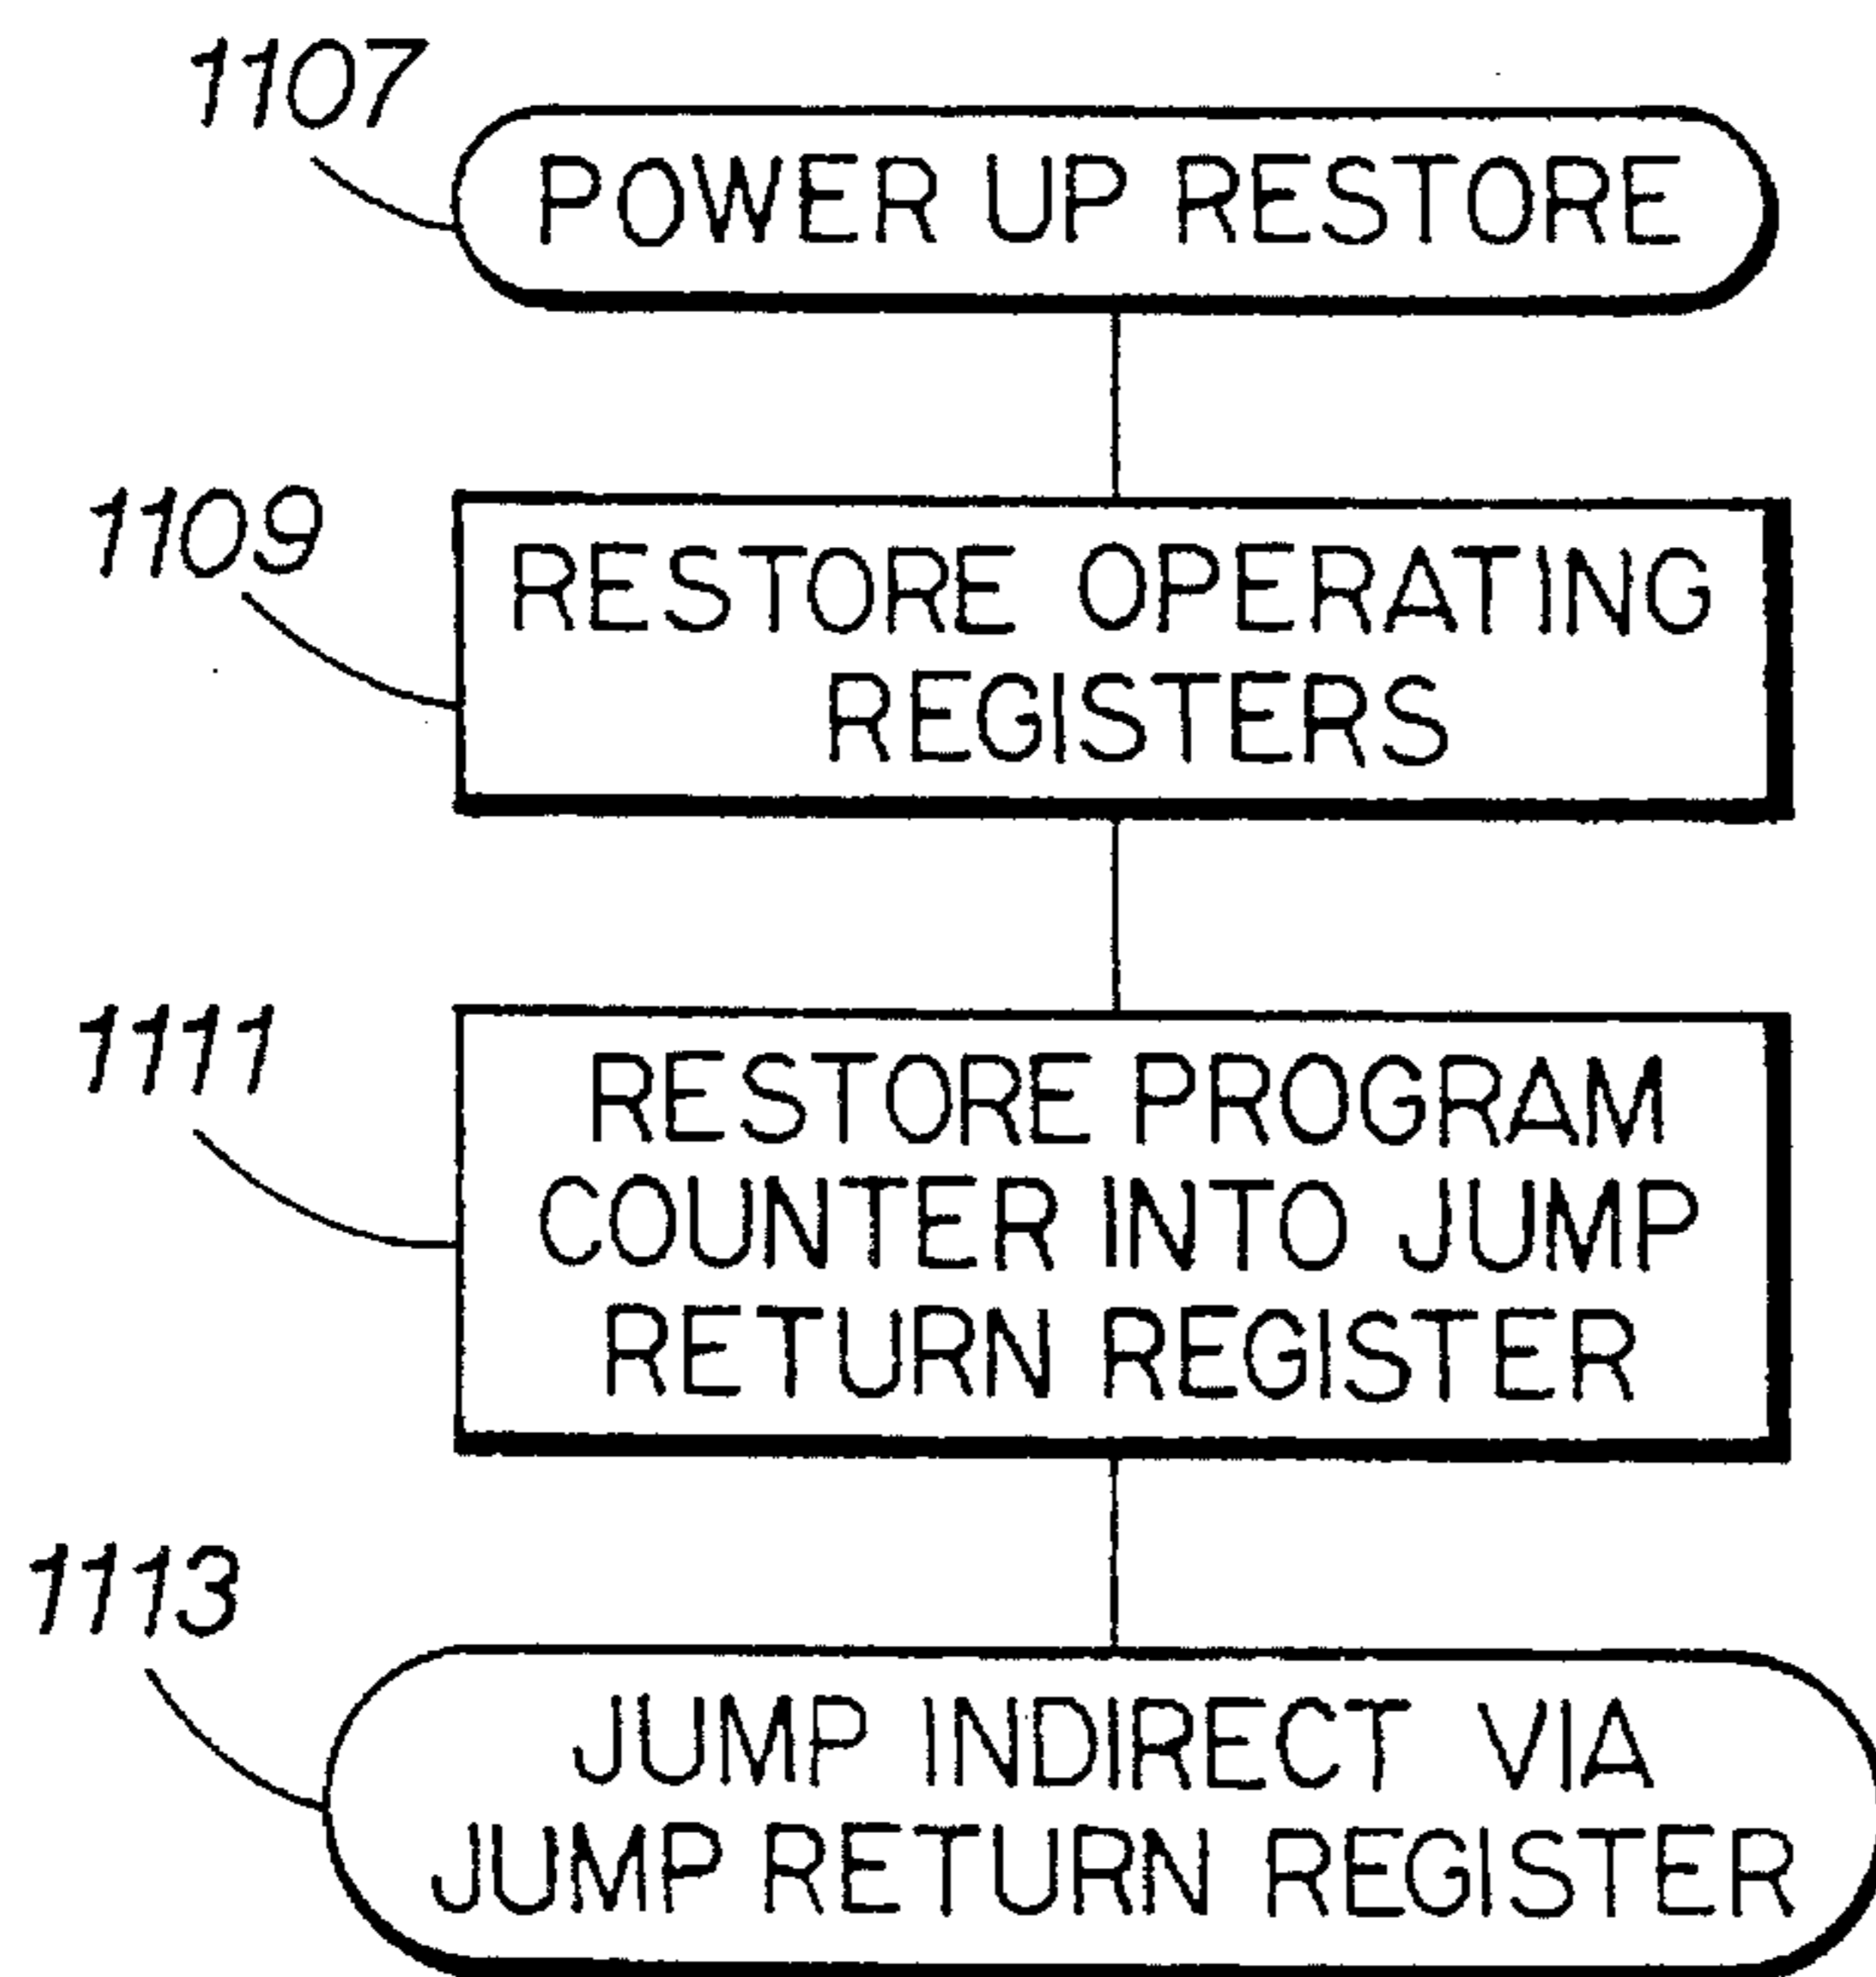 1107
POWER UP RESTORE
1109
RESTORE OPERATING
REGISTERS
1111
RESTORE PROGRAM
COUNTER INTO JUMP
RETURN REGISTER
1113
JUMP INDIRECT VIA
JUMP RETURN REGISTER